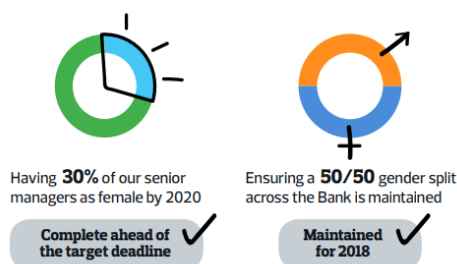 Having 30% of our senior
managers as female by 2020
Complete ahead of
the target deadline
Ensuring a 50/50 gender split
across the Bank is maintained
Maintained
for 2018